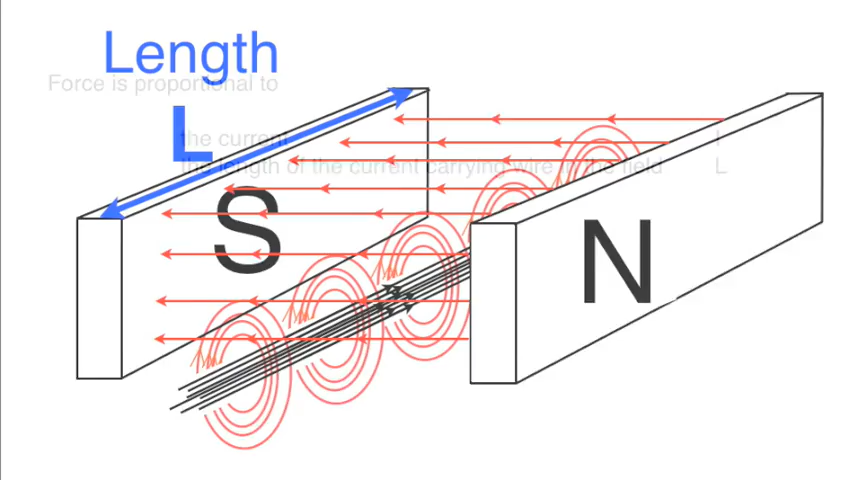 Length
Force is proportional to
L
the current I
the length of the current carrying wire in the field L
S
N